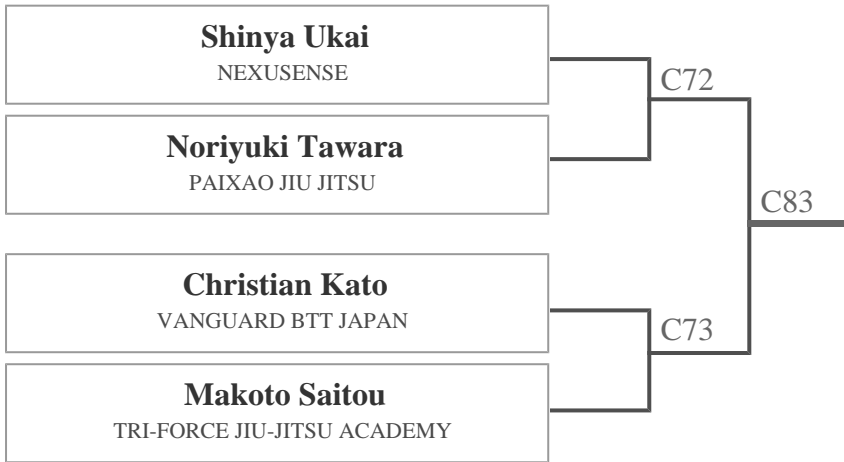 Shinya Ukai
NEXUSENSE
C72
Noriyuki Tawara
PAIXAO JIU JITSU
C83
Christian Kato
VANGUARD BTT JAPAN
C73
Makoto Saitou
TRI-FORCE JIU-JITSU ACADEMY